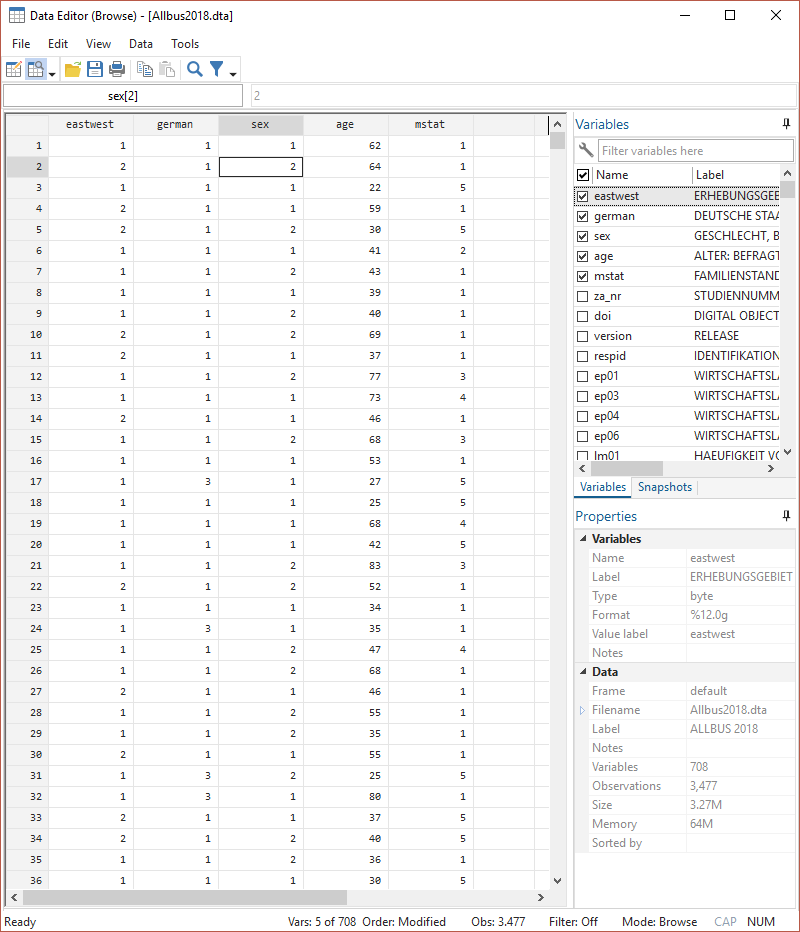 Data Editor (Browse) - [Allbus2018.dta]
File Edit View Data Tools
sex[2] 2
eastwest german sex age mstat
1 1 1 1 62 1
2 2 1 2 64 1
3 1 1 1 22 5
4 2 1 1 59 1
5 2 1 2 30 5
6 1 1 1 41 2
7 1 1 2 43 1
8 1 1 1 39 1
9 1 1 2 40 1
10 2 1 2 69 1
11 2 1 1 37 1
12 1 1 2 77 3
13 1 1 1 73 4
14 2 1 1 46 1
15 1 1 2 68 3
16 1 1 1 53 1
17 1 3 1 27 5
18 1 1 1 25 5
19 1 1 1 68 4
20 1 1 1 42 5
21 1 1 2 83 3
22 2 1 2 52 1
23 1 1 1 34 1
24 1 3 1 35 1
25 1 1 2 47 4
26 1 1 2 68 1
27 2 1 1 46 1
28 1 1 2 55 1
29 1 1 2 35 1
30 2 1 1 55 1
31 1 3 2 25 5
32 1 3 1 80 1
33 2 1 1 37 5
34 2 1 2 40 5
35 1 1 2 36 1
36 1 1 1 30 5
Variables
Filter variables here
Name Label
eastwest ERHEBUNGSGEB
german DEUTSCHE STAA
sex GESCHLECHT, B
age ALTER: BEFRAGT
mstat FAMILIENSTAND
za_nr STUDIENNUMM
doi DIGITAL OBJECT
version RELEASE
respid IDENTIFIKATION
ep01 WIRTSCHAFTSLA
ep03 WIRTSCHAFTSLA
ep04 WIRTSCHAFTSLA
ep06 WIRTSCHAFTSLA
lm01 HAEUFIGKEIT VO
Variables Snapshots
Properties
Variables
Name eastwest
Label ERHEBUNGSGEBIET
Type byte
Format %12.0g
Value label eastwest
Notes
Data
Frame default
Filename Allbus2018.dta
Label ALLBUS 2018
Notes
Variables 708
Observations 3,477
Size 3.27M
Memory 64M
Sorted by
Ready Vars: 5 of 708 Order: Modified Obs: 3.477 Filter: Off Mode: Browse CAP NUM